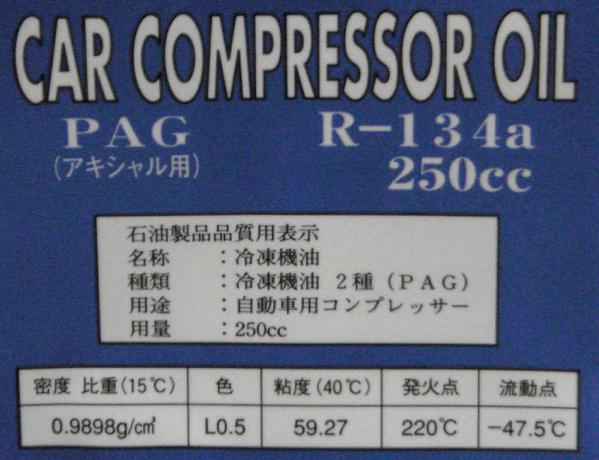 CAR COMPRESSOR OIL
PAG R-134a
(アキシャル用) 250cc
石油製品品質用表示
名称 :冷凍機油
種類 :冷凍機油 2種(PAG)
用途 :自動車用コンプレッサー
用量 :250cc
密度 比重(15℃) 色 粘度(40℃) 発火点 流動点
0.9898g/c㎥ L0.5 59.27 220℃ -47.5℃